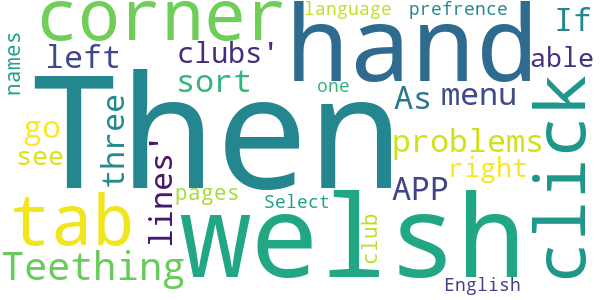 corner
language
prefrence
hand
If
names
left
clubs'
sort
able
Then
one
As
menu
click
go
see
three
problems
right
lines'
tab
pages
APP
Select
welsh
club
Teething
English